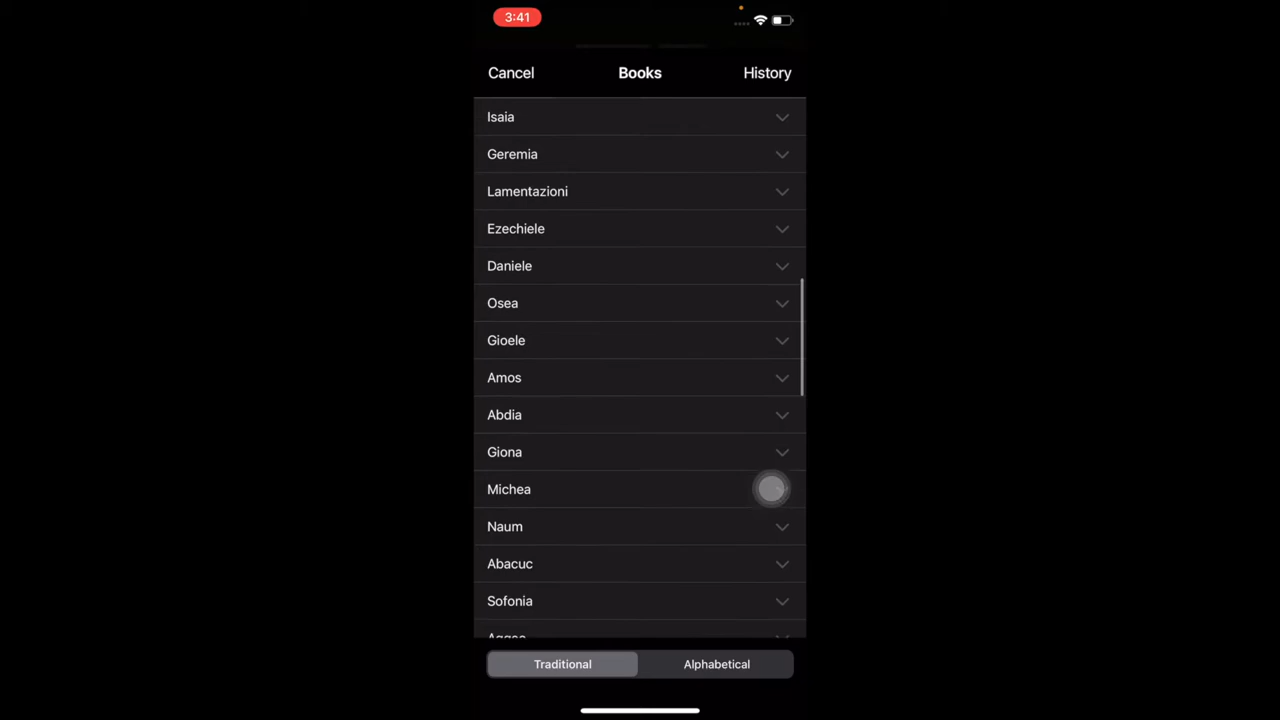 3:41
Cancel Books History
Isaia
Geremia
Lamentazioni
Ezechiele
Daniele
Osea
Gioele
Amos
Abdia
Giona
Michea
Naum
Abacuc
Sofonia
Traditional Alphabetical